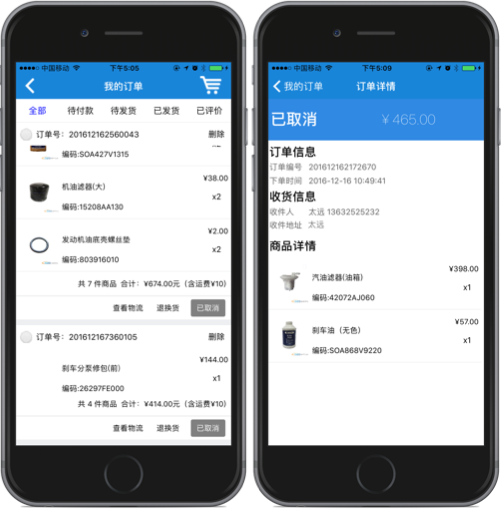 中国移动 下午5:05
我的订单
全部 待付款 待发货 已发货 已评价
订单号：201612162560043 删除
编码:SOA427V1315
机油滤器(大) ¥38.00
x2
编码:15208AA130
发动机油底壳螺丝垫 ¥2.00
x2
编码:803916010
共 7 件商品 合计：¥674.00元（含运费¥10）
查看物流 退换货 已取消
订单号：201612167360105 删除
¥144.00
刹车分泵修包(前)
x1
编码:26297FE000
共 4 件商品 合计：¥414.00元（含运费¥10）
查看物流 退换货 已取消
中国移动 下午5:09
我的订单 订单详情
已取消 ¥ 465.00
订单信息
订单编号 201612162172670
下单时间 2016-12-16 10:49:41
收货信息
收件人 太远 13632525232
收件地址 太远
商品详情
¥398.00
汽油滤器(油箱)
x1
编码:42072AJ060
¥57.00
刹车油（无色）
x1
编码:SOA868V9220